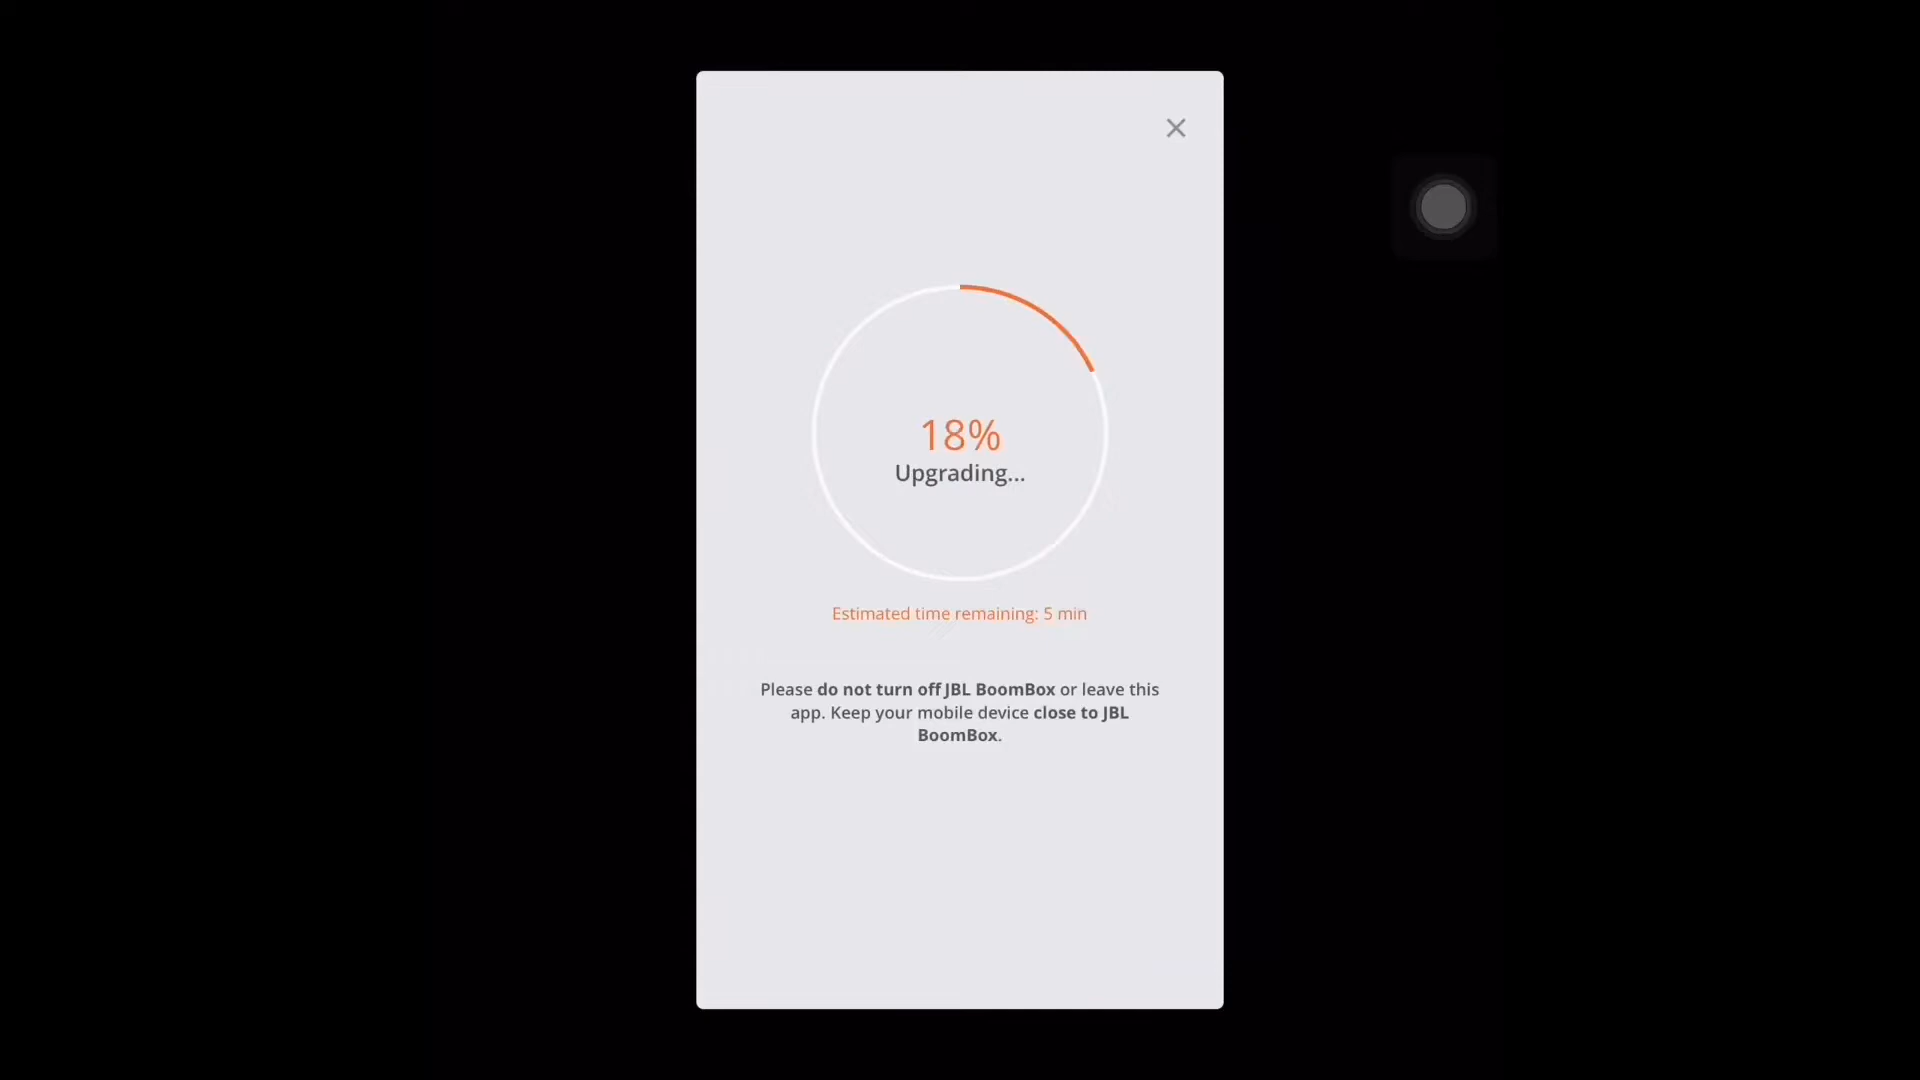 18%
Upgrading...
Estimated time remaining: 5 min
Please do not turn off JBL BoomBox or leave this
app. Keep your mobile device close to JBL
BoomBox.